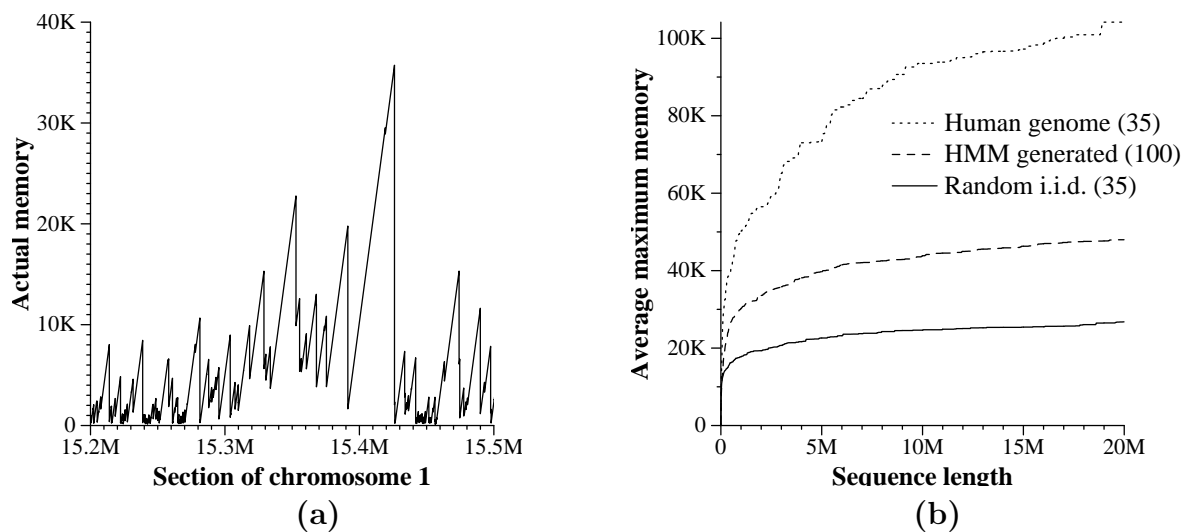 40K
30K
20K
10K
0
Actual memory
15.2M 15.3M 15.4M 15.5M
Section of chromosome 1
(a)
100K
80K
60K
40K
20K
0
Average maximum memory
Human genome (35)
HMM generated (100)
Random i.i.d. (35)
0 5M 10M 15M 20M
Sequence length
(b)